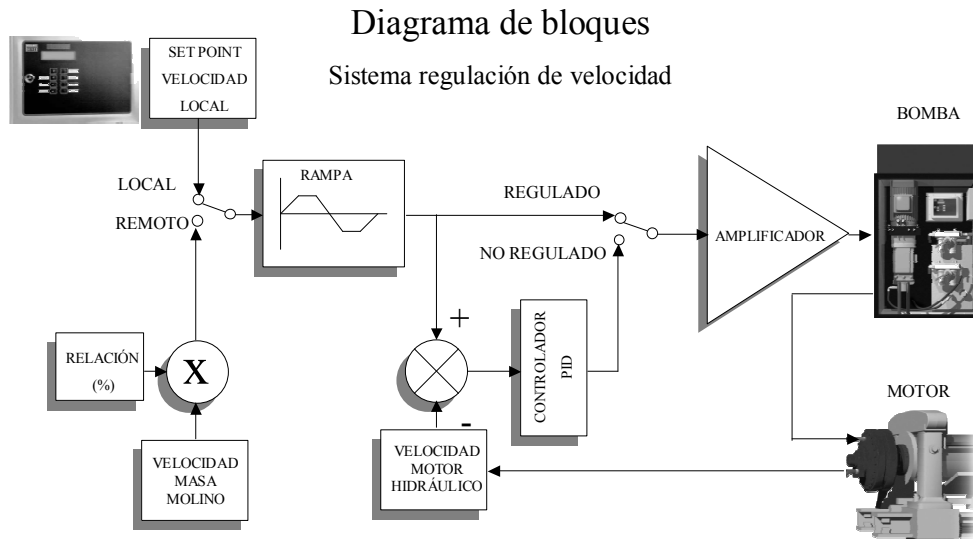 Diagrama de bloques
Sistema regulación de velocidad
SET POINT
VELOCIDAD
LOCAL
BOMBA
LOCAL
REMOTO
RAMPA
REGULADO
NO REGULADO
AMPLIFICADOR
+
RELACIÓN
(%)
X
CONTROLADOR
PID
-
MOTOR
VELOCIDAD
MASA
MOLINO
VELOCIDAD
MOTOR
HIDRÁULICO